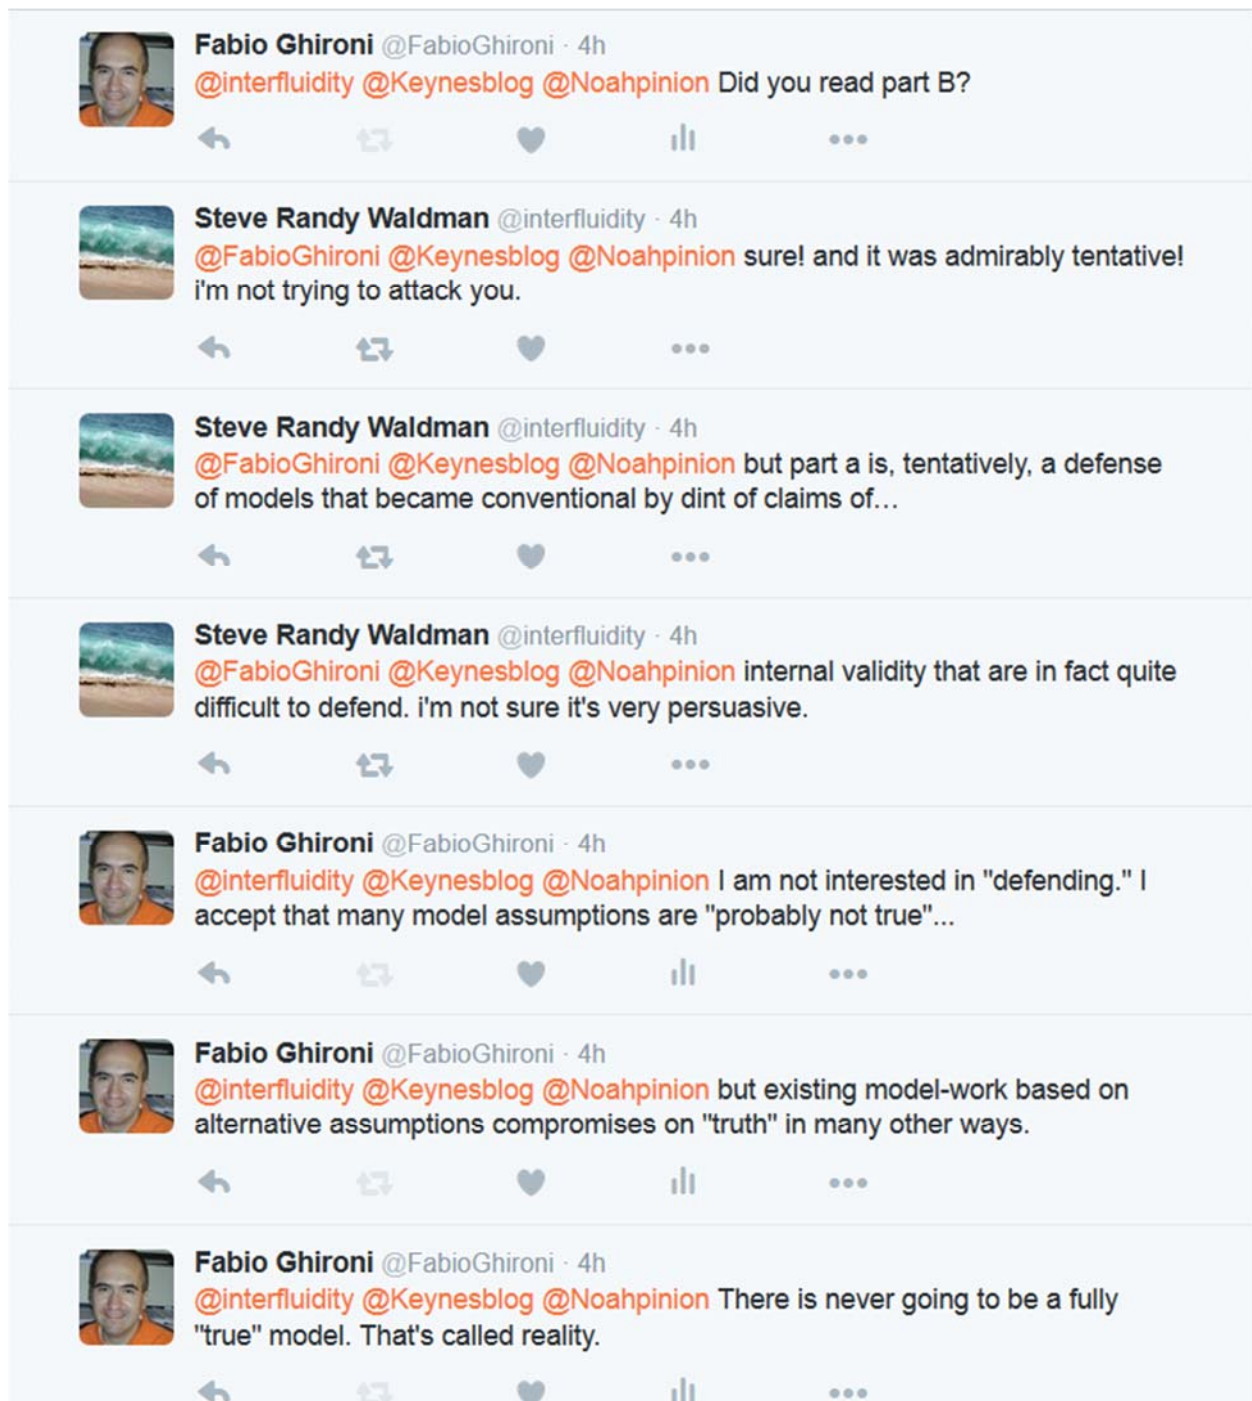 Fabio Ghironi @FabioGhironi · 4h
@interfluidity @Keynesblog @Noahpinion Did you read part B?
Steve Randy Waldman @interfluidity · 4h
@FabioGhironi @Keynesblog @Noahpinion sure! and it was admirably tentative!
i'm not trying to attack you.
Steve Randy Waldman @interfluidity · 4h
@FabioGhironi @Keynesblog @Noahpinion but part a is, tentatively, a defense
of models that became conventional by dint of claims of…
Steve Randy Waldman @interfluidity · 4h
@FabioGhironi @Keynesblog @Noahpinion internal validity that are in fact quite
difficult to defend. i'm not sure it's very persuasive.
Fabio Ghironi @FabioGhironi · 4h
@interfluidity @Keynesblog @Noahpinion I am not interested in "defending." I
accept that many model assumptions are "probably not true"...
Fabio Ghironi @FabioGhironi · 4h
@interfluidity @Keynesblog @Noahpinion but existing model-work based on
alternative assumptions compromises on "truth" in many other ways.
Fabio Ghironi @FabioGhironi · 4h
@interfluidity @Keynesblog @Noahpinion There is never going to be a fully
"true" model. That's called reality.